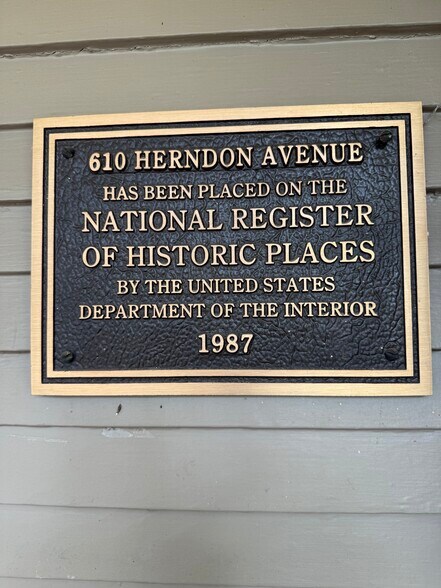 610 HERNDON AVENUE
HAS BEEN PLACED ON THE
NATIONAL REGISTER
OF HISTORIC PLACES
BY THE UNITED STATES
DEPARTMENT OF THE INTERIOR
1987